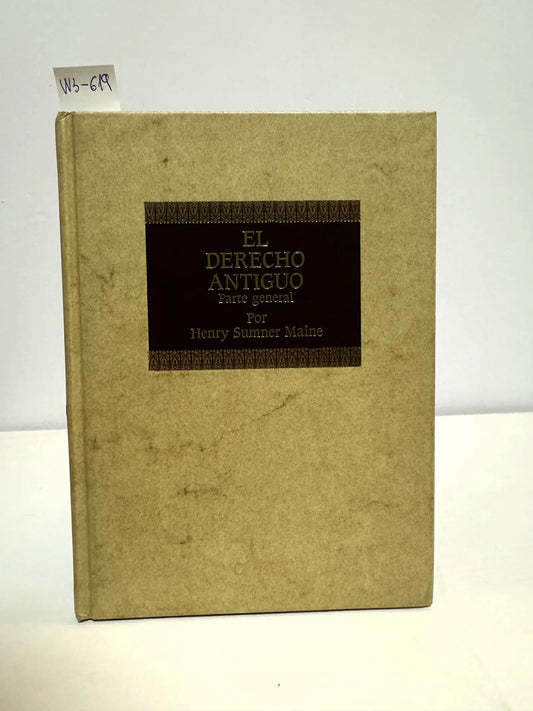 W3-619
EL
DERECHO
ANTIGUO
Parte general
Por
Henry Sumner Maine